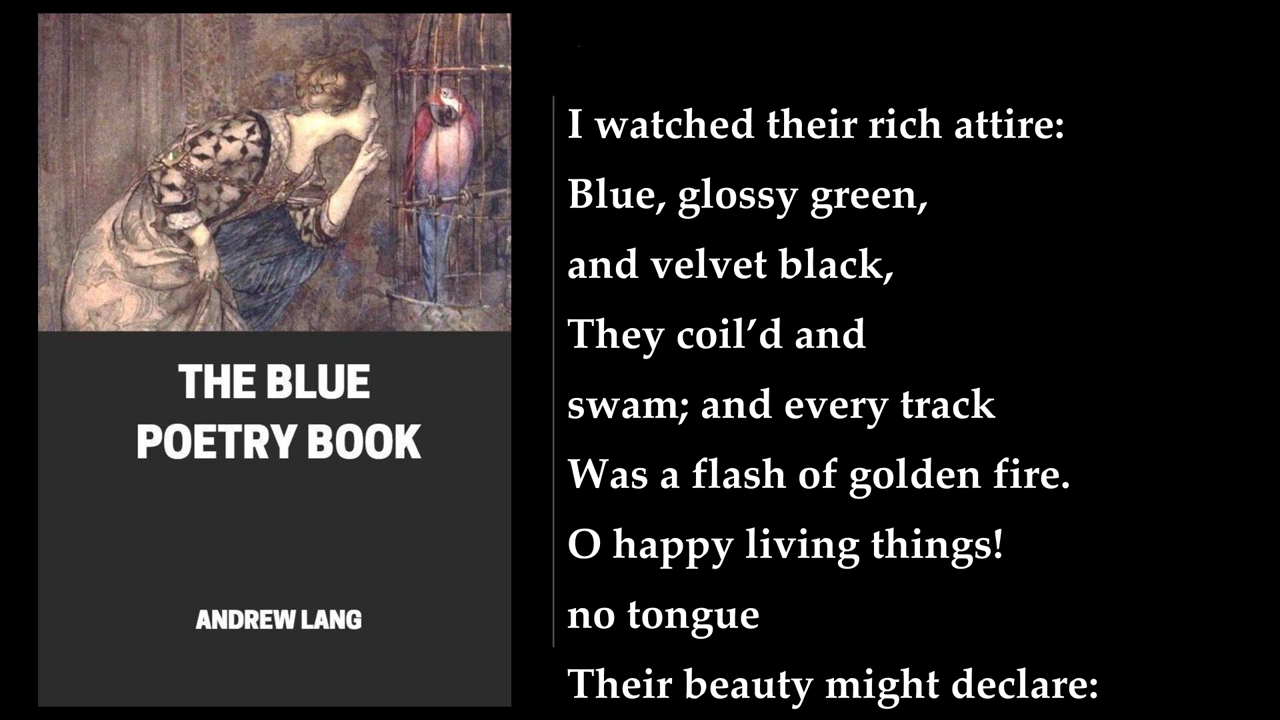 THE BLUE
POETRY BOOK
ANDREW LANG
I watched their rich attire:
Blue, glossy green,
and velvet black,
They coil’d and
swam; and every track
Was a flash of golden fire.
O happy living things!
no tongue
Their beauty might declare: